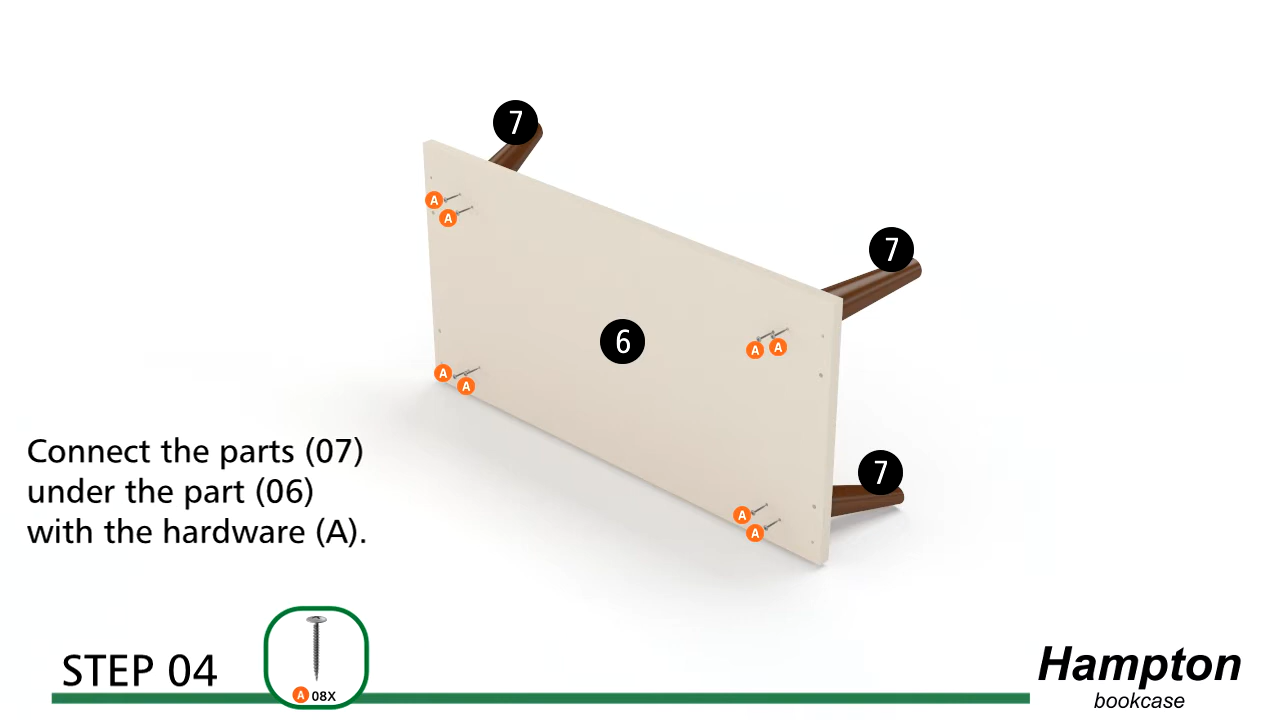 7
7
A
A
6
A
A
A
A
7
A
A
Connect the parts (07)
under the part (06)
with the hardware (A).
STEP 04
A 08X
Hampton
bookcase